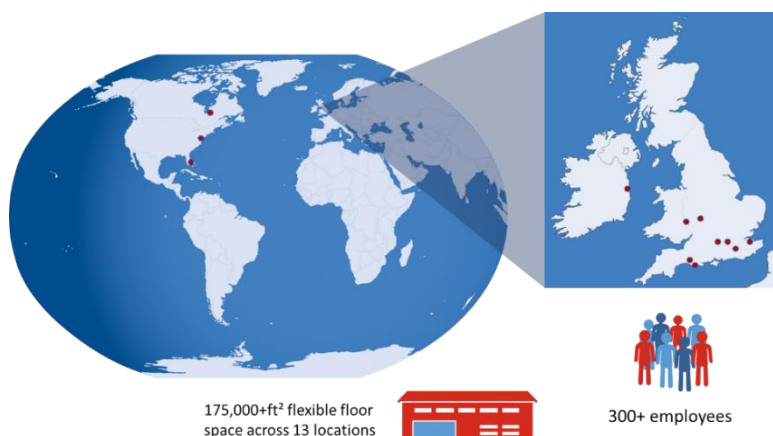 175,000+ft² flexible floor
space across 13 locations
300+ employees